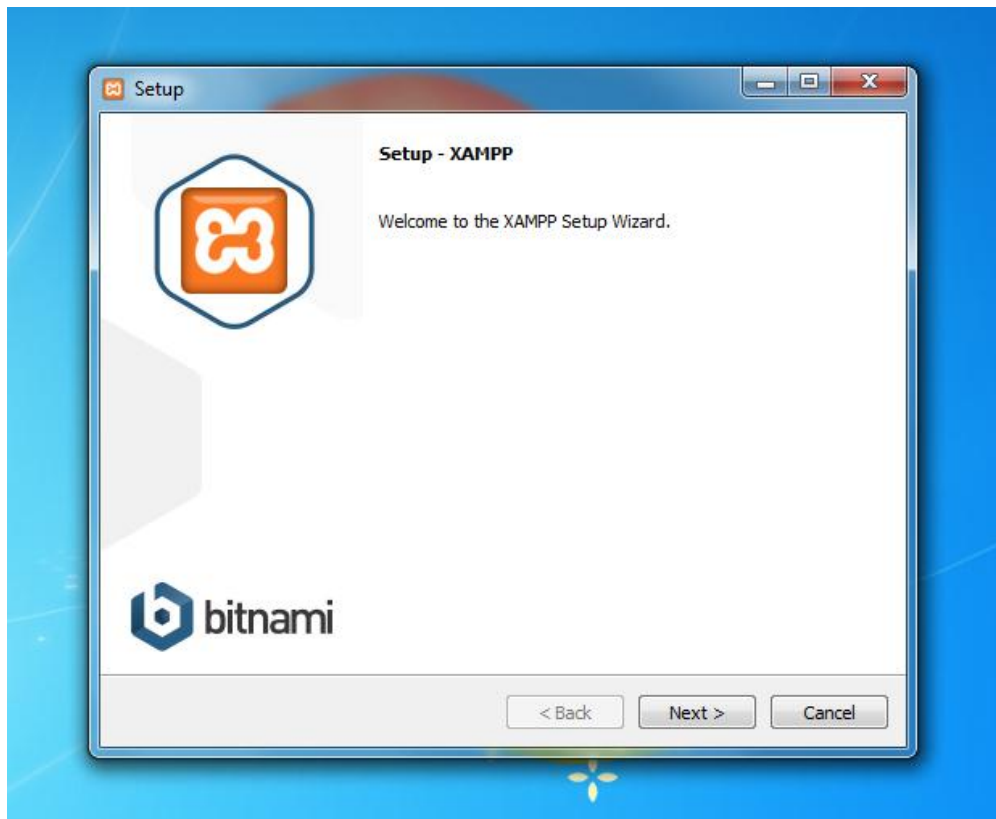 Setup
Setup - XAMPP
Welcome to the XAMPP Setup Wizard.
bitnami
< Back
Next >
Cancel